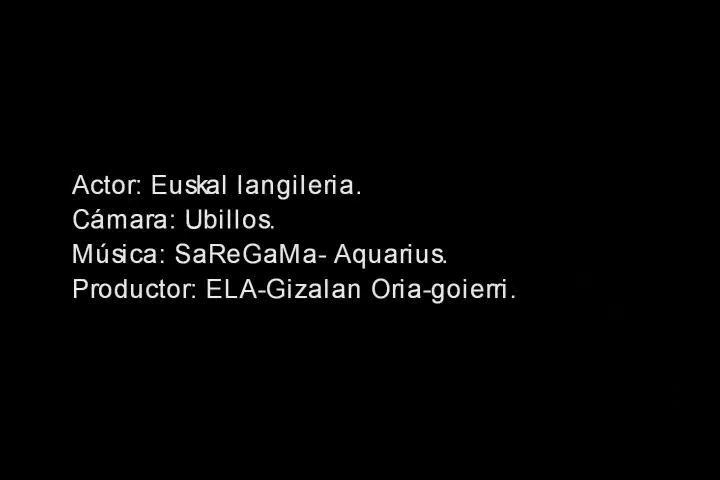 Actor: Euskal langileria.
Cámara: Ubillos.
Música: SaReGaMa- Aquarius.
Productor: ELA-Gizalan Oria-goierri.